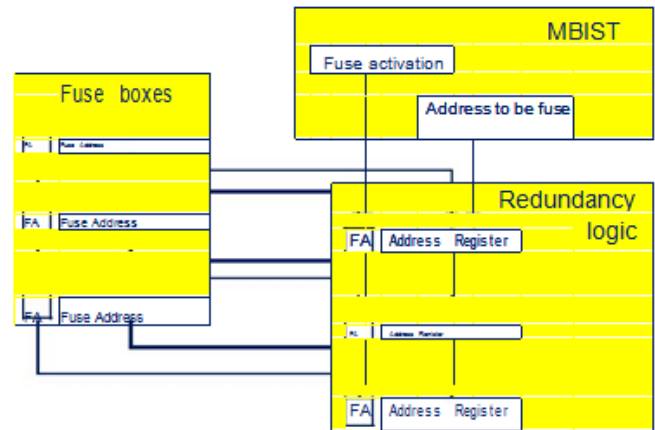 MBIST
Fuse activation
Address to be fuse
Fuse boxes
FA Fuse Address
FA Fuse Address
FA Fuse Address
Redundancy
logic
FA Address Register
FA Address Register
FA Address Register